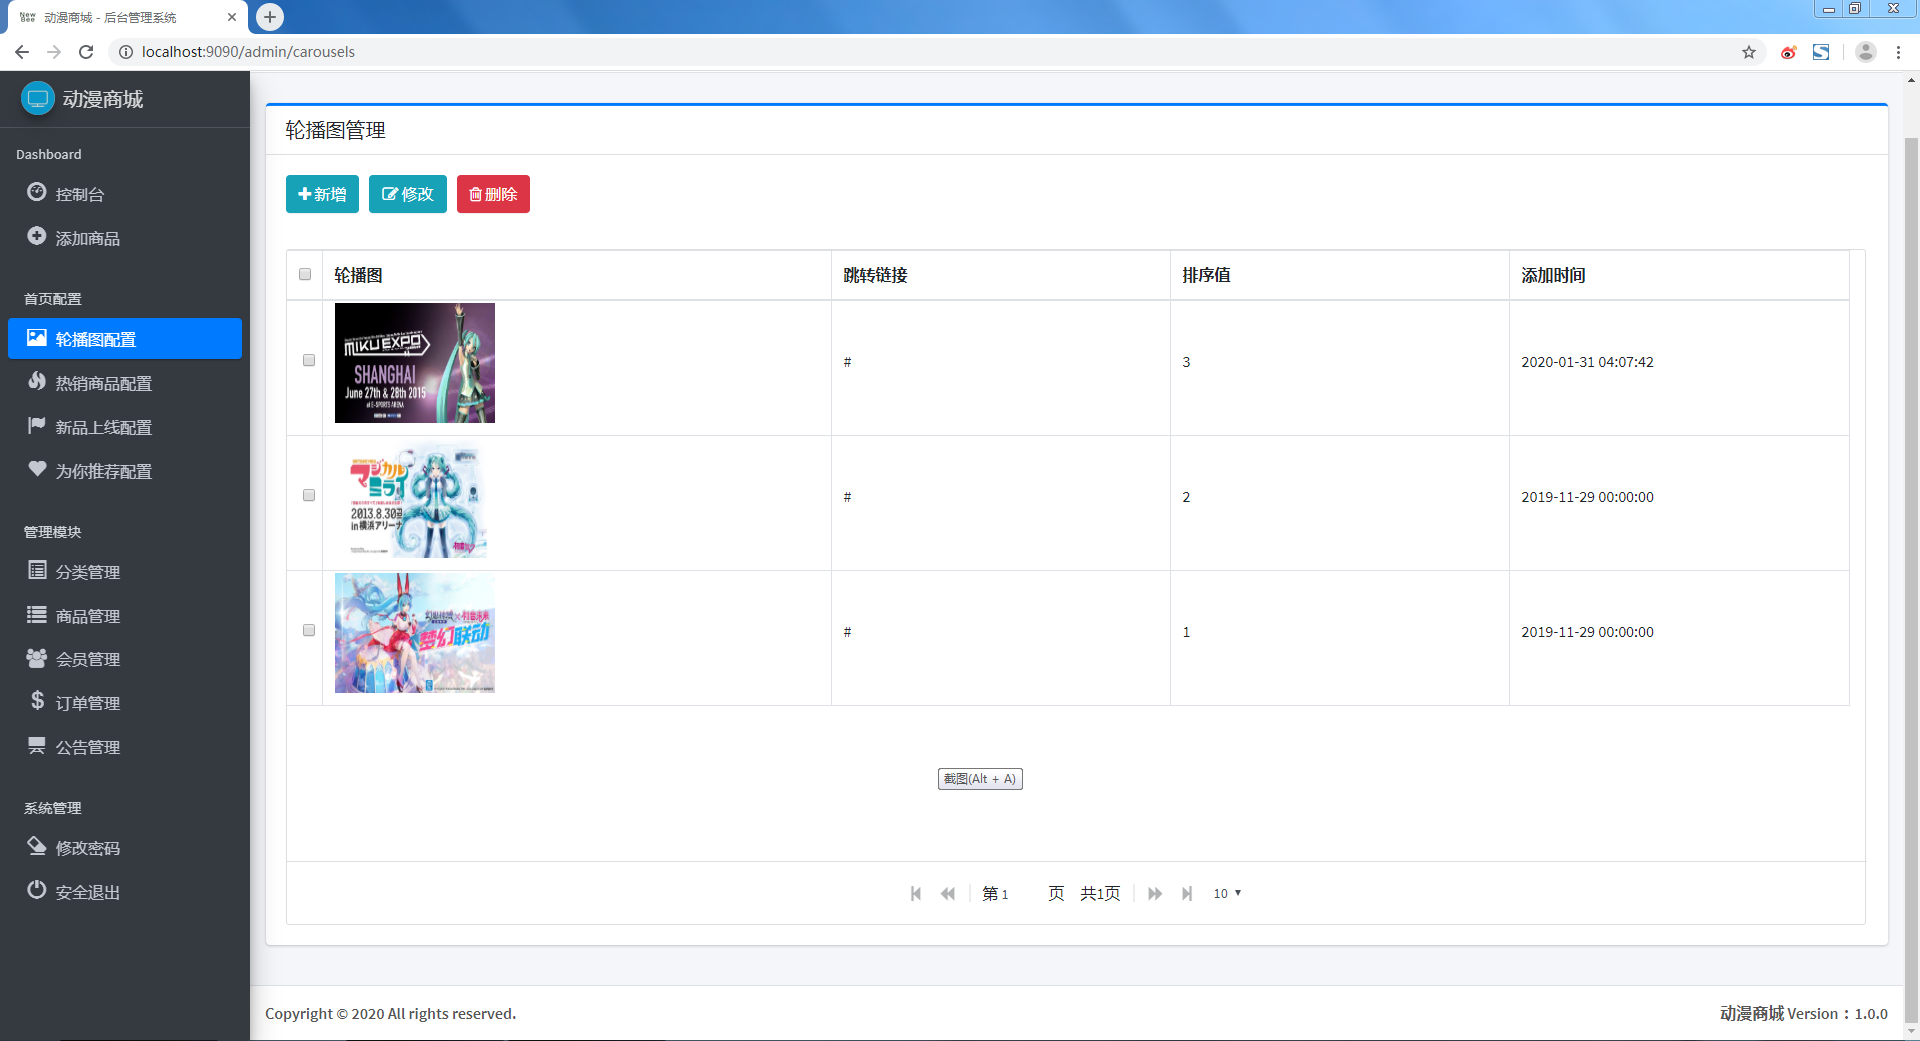 动漫商城 - 后台管理系统
localhost:9090/admin/carousels
动漫商城
Dashboard
控制台
添加商品
首页配置
轮播图配置
热销商品配置
新品上线配置
为你推荐配置
管理模块
分类管理
商品管理
会员管理
订单管理
公告管理
系统管理
修改密码
安全退出
轮播图管理
新增 修改 删除
轮播图 跳转链接 排序值 添加时间
MIKU EXPO
SHANGHAI
June 27th & 28th 2015
at E-SPORTS ARENA
# 3 2020-01-31 04:07:42
マジカル
ミライ
2013.8.30
in 横浜アリーナ
# 2 2019-11-29 00:00:00
梦幻联动
# 1 2019-11-29 00:00:00
截图(Alt + A)
第 1 页 共1页 10
Copyright © 2020 All rights reserved.
动漫商城 Version：1.0.0